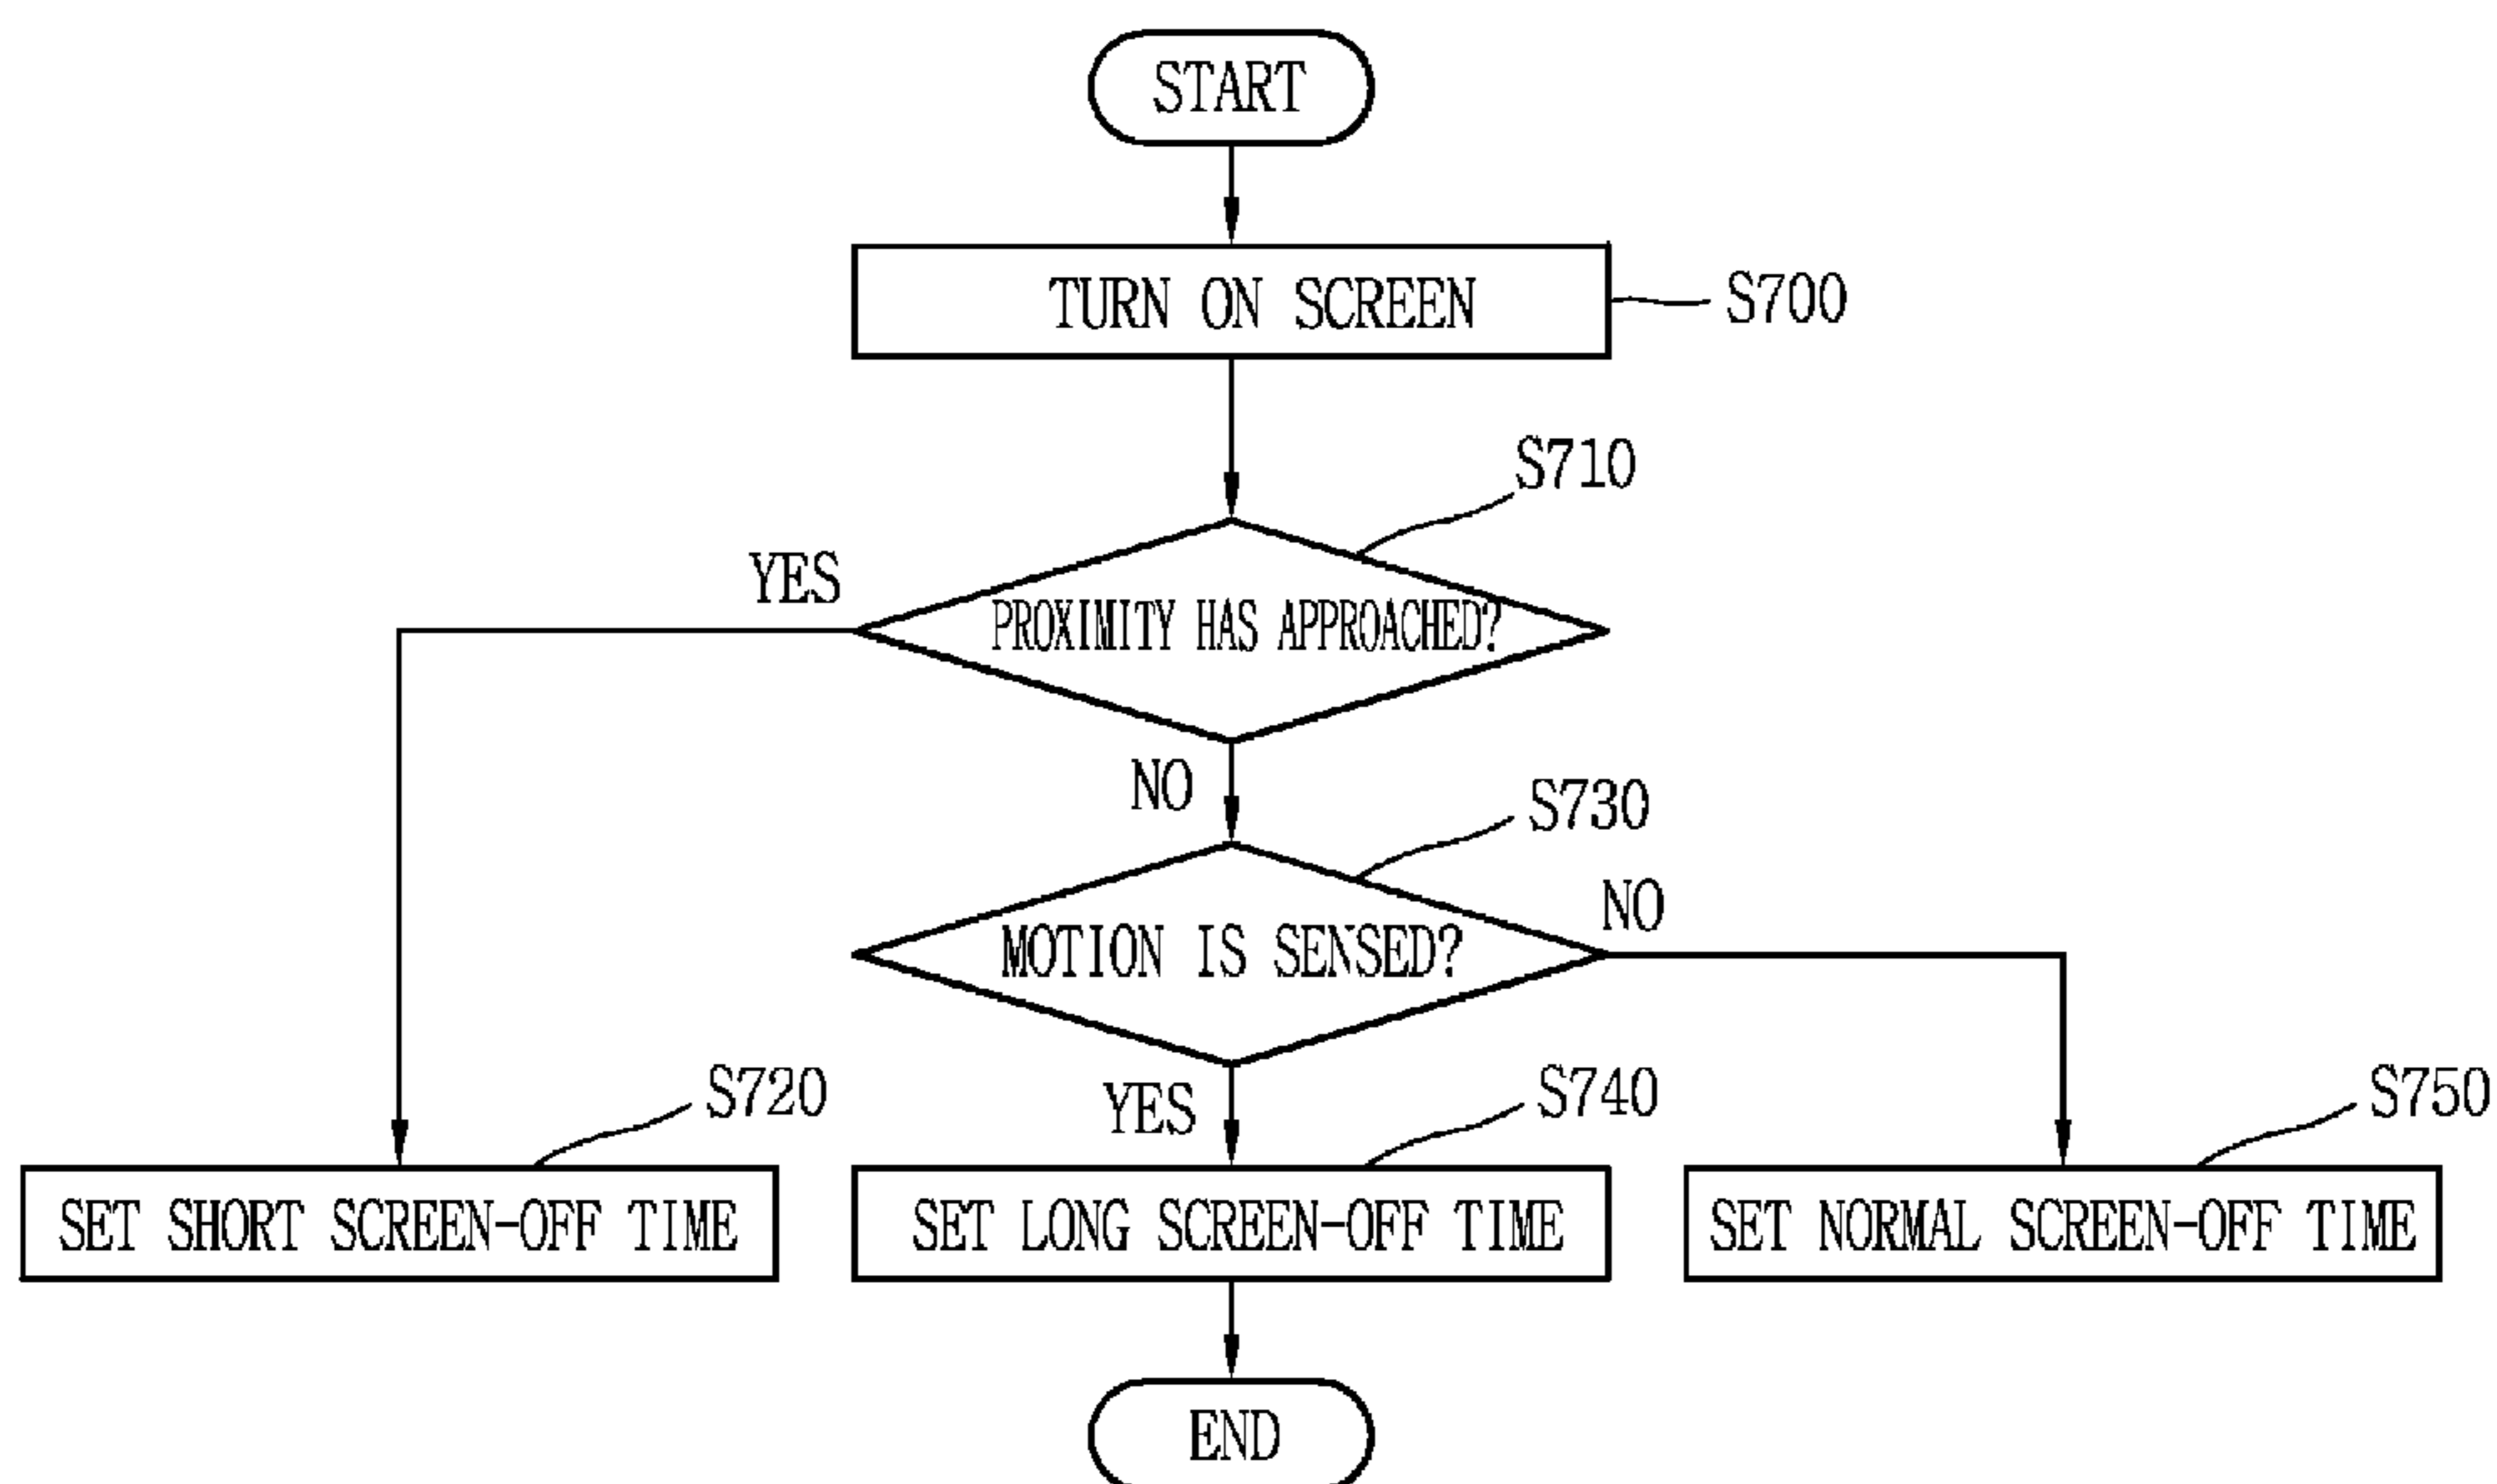 START
TURN ON SCREEN
S700
S710
YES
PROXIMITY HAS APPROACHED?
NO
S730
NO
MOTION IS SENSED?
S720
YES
S740
S750
SET SHORT SCREEN-OFF TIME
SET LONG SCREEN-OFF TIME
SET NORMAL SCREEN-OFF TIME
END